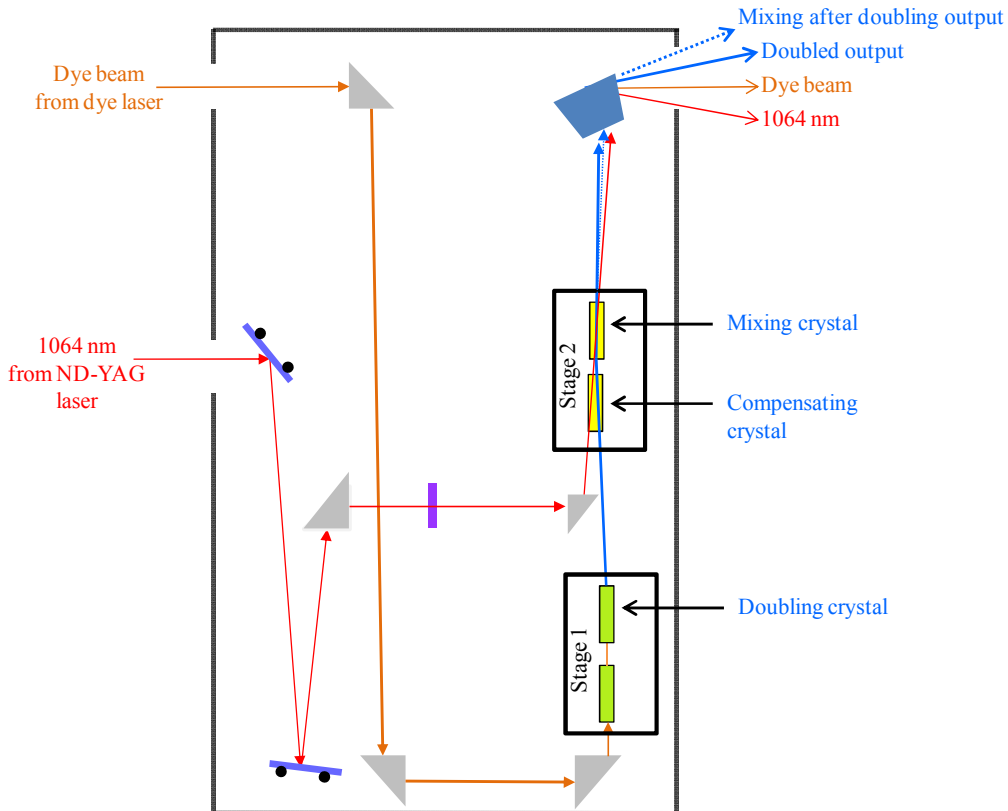 Mixing after doubling output
Doubled output
Dye beam
1064 nm
Dye beam
from dye laser
1064 nm
from ND-YAG
laser
Stage 2
Mixing crystal
Compensating
crystal
Stage 1
Doubling crystal